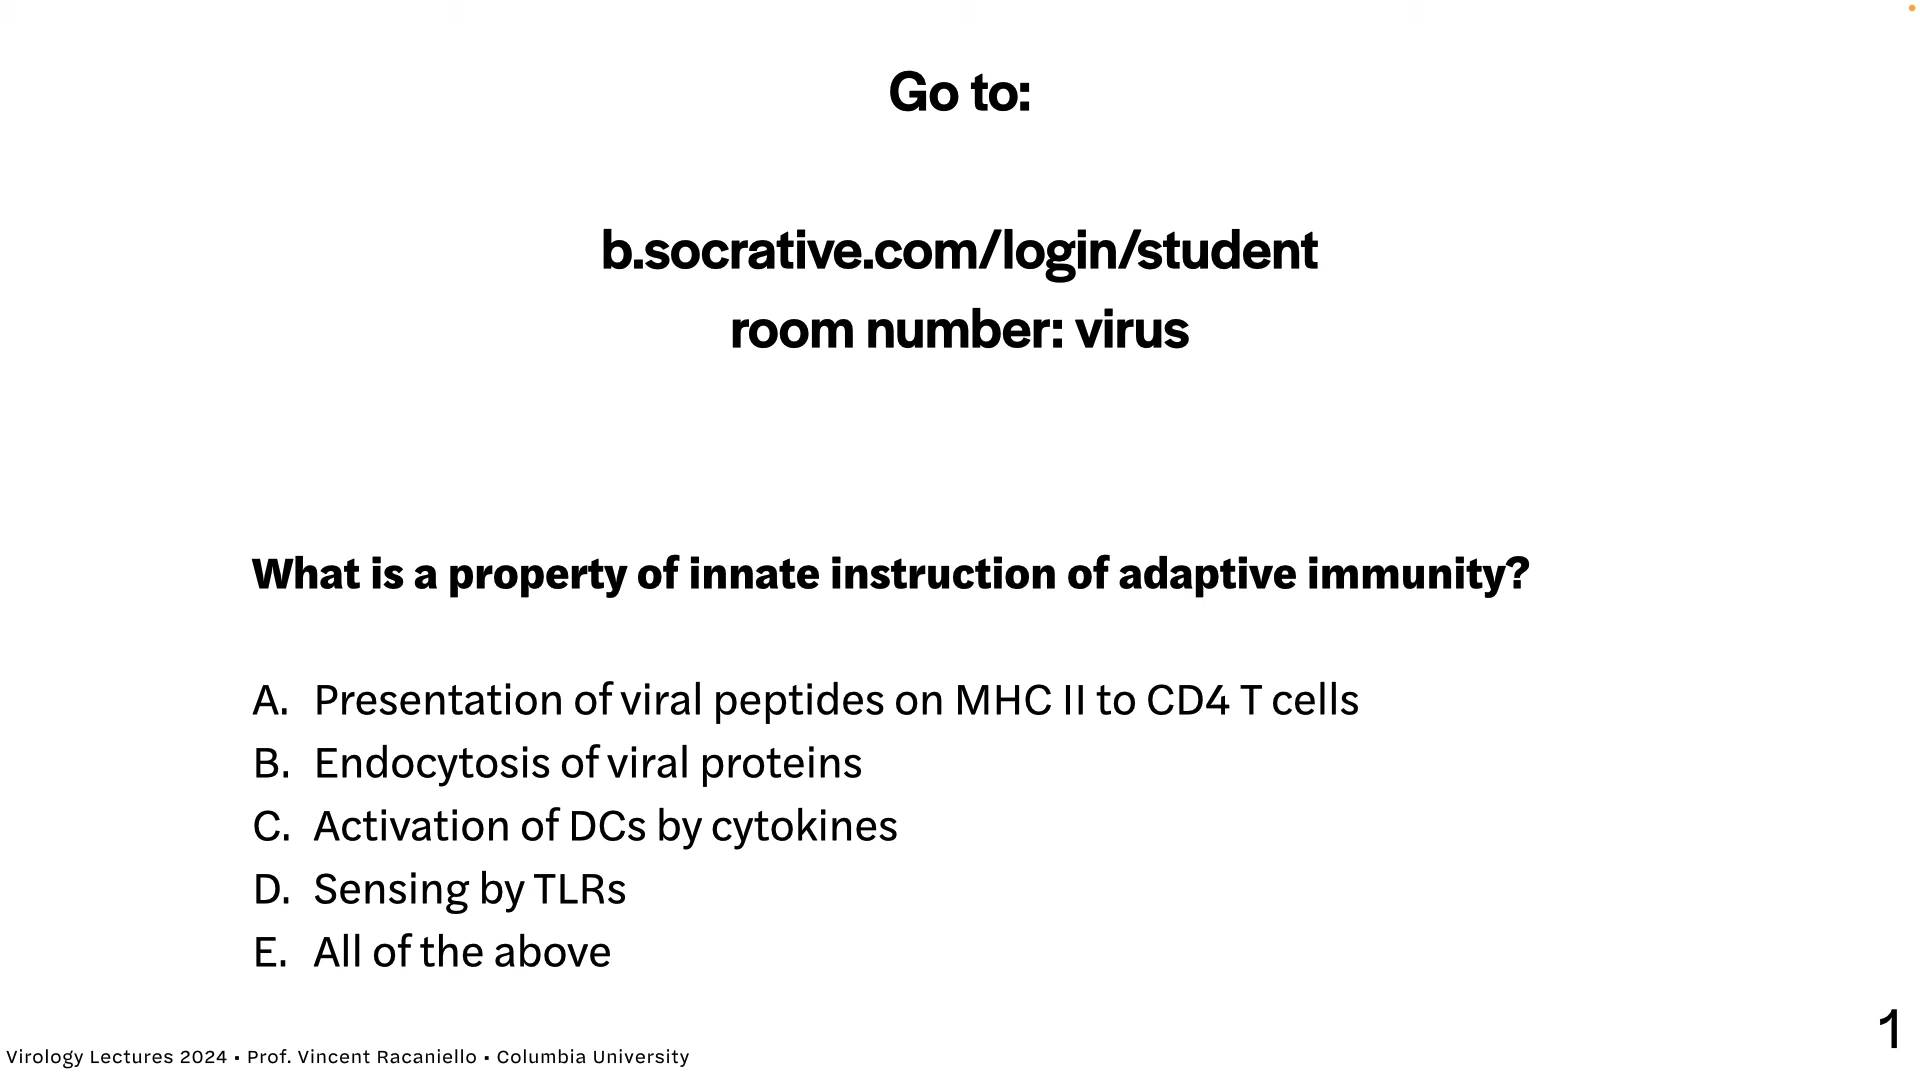 Go to:
b.socrative.com/login/student
room number: virus
What is a property of innate instruction of adaptive immunity?
A. Presentation of viral peptides on MHC II to CD4 T cells
B. Endocytosis of viral proteins
C. Activation of DCs by cytokines
D. Sensing by TLRs
E. All of the above
1
Virology Lectures 2024 • Prof. Vincent Racaniello • Columbia University